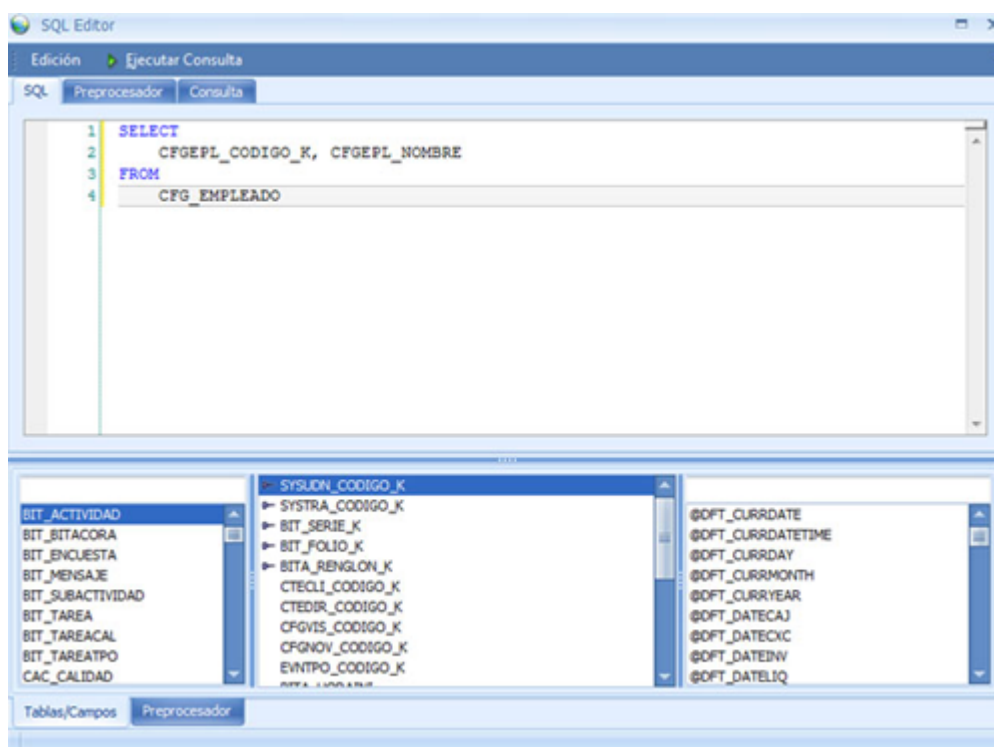 SQL Editor
Edición Ejecutar Consulta
SQL Preprocesador Consulta
1 SELECT
2 CFGEPL_CODIGO_K, CFGEPL_NOMBRE
3 FROM
4 CFG_EMPLEADO
BIT_ACTIVIDAD
BIT_BITACORA
BIT_ENCUESTA
BIT_MENSAJE
BIT_SUBACTIVIDAD
BIT_TAREA
BIT_TAREACAL
BIT_TAREATPO
CAC_CALIDAD
SYSUDN_CODIGO_K
SYSTRA_CODIGO_K
BIT_SERIE_K
BIT_FOLIO_K
BITA_RENGLON_K
CTECLI_CODIGO_K
CTEDIR_CODIGO_K
CFGVIS_CODIGO_K
CFGNOV_CODIGO_K
EVNTPO_CODIGO_K
@DFT_CURRDATE
@DFT_CURRDATETIME
@DFT_CURRDAY
@DFT_CURRMONTH
@DFT_CURRYEAR
@DFT_DATECAJ
@DFT_DATECXC
@DFT_DATEINV
@DFT_DATELIQ
Tablas/Campos Preprocesador